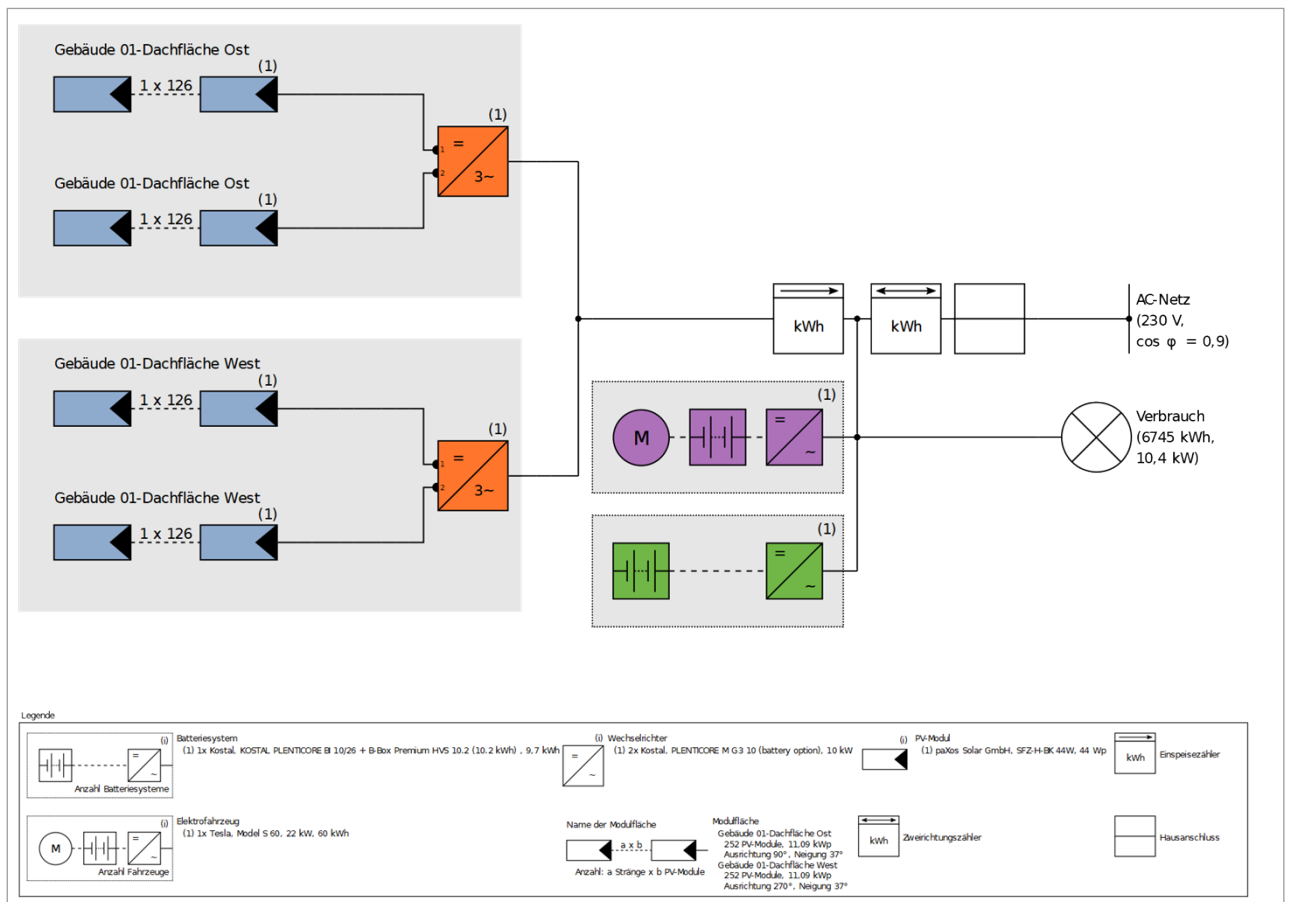 Gebäude 01-Dachfläche Ost
(1)
1 x 126
(1)
=
1
2
3~
Gebäude 01-Dachfläche Ost
(1)
1 x 126
Gebäude 01-Dachfläche West
(1)
1 x 126
(1)
=
1
2
3~
Gebäude 01-Dachfläche West
(1)
1 x 126
kWh
kWh
AC-Netz
(230 V,
cos φ = 0,9)
(1)
M
=
~
Verbrauch
(6745 kWh,
10,4 kW)
(1)
=
~
Legende
(i)
=
~
Anzahl Batteriesysteme
Batteriesystem
(1) 1x Kostal, KOSTAL PLENTICORE BI 10/26 + B-Box Premium HVS 10.2 (10.2 kWh) , 9,7 kWh
(i)
=
~
Wechselrichter
(1) 2x Kostal, PLENTICORE M G3 10 (battery option), 10 kW
(i)
PV-Modul
(1) paXos Solar GmbH, SFZ-H-BK 44W, 44 Wp
kWh
Einspeisezähler
(i)
M
=
~
Anzahl Fahrzeuge
Elektrofahrzeug
(1) 1x Tesla, Model S 60, 22 kW, 60 kWh
Name der Modulfläche
a x b
Anzahl: a Stränge x b PV-Module
Modulfläche
Gebäude 01-Dachfläche Ost
252 PV-Module, 11,09 kWp
Ausrichtung 90°, Neigung 37°
Gebäude 01-Dachfläche West
252 PV-Module, 11,09 kWp
Ausrichtung 270°, Neigung 37°
kWh
Zweirichtungszähler
Hausanschluss